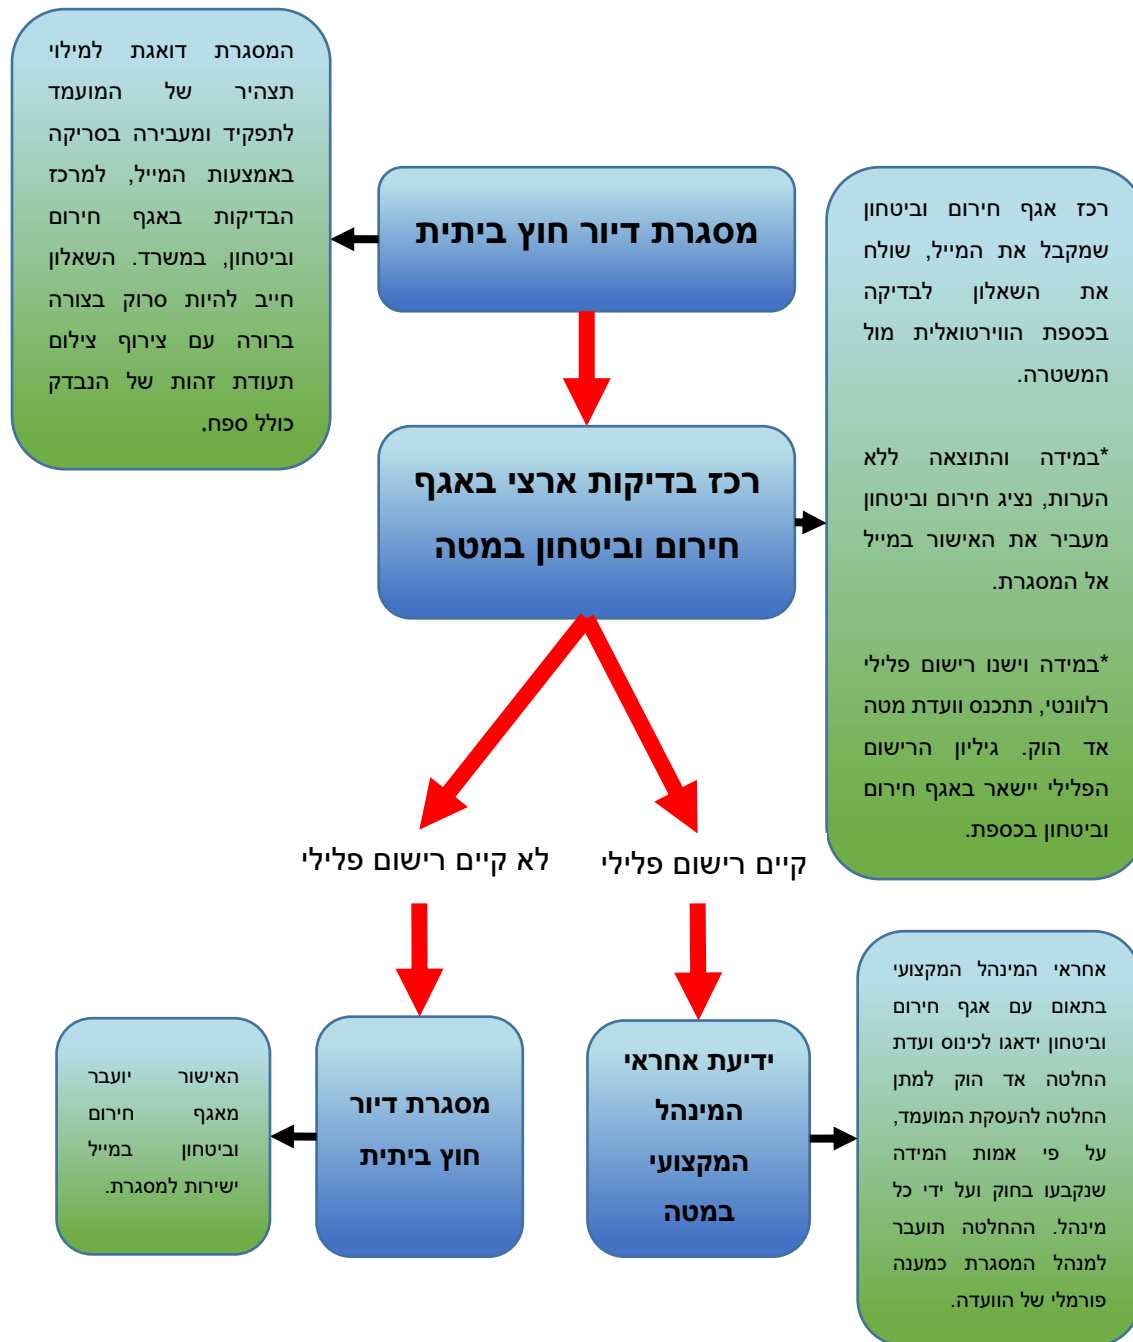 המסגרת דואגת למילוי
תצהיר של המועמד
לתפקיד ומעבירה בסריקה
באמצעות המייל, למרכז
הבדיקות באגף חירום
וביטחון, במשרד. השאלון
חייב להיות סרוק בצורה
ברורה עם צירוף צילום
תעודת זהות של הנבדק
כולל ספח.
מסגרת דיור חוץ ביתית
רכז אגף חירום וביטחון
שמקבל את המייל, שולח
את השאלון לבדיקה
בכספת הווירטואלית מול
המשטרה.
*במידה והתוצאה ללא
הערות, נציג חירום וביטחון
מעביר את האישור במייל
אל המסגרת.
*במידה וישנו רישום פלילי
רלוונטי, תתכנס וועדת מטה
אד הוק. גיליון הרישום
הפלילי יישאר באגף חירום
וביטחון בכספת.
רכז בדיקות ארצי באגף
חירום וביטחון במטה
קיים רישום פלילי
לא קיים רישום פלילי
אחראי המינהל המקצועי
בתאום עם אגף חירום
וביטחון ידאגו לכינוס ועדת
החלטה אד הוק למתן
החלטה להעסקת המועמד,
על פי אמות המידה
שנקבעו בחוק ועל ידי כל
מינהל. ההחלטה תועבר
למנהל המסגרת כמענה
פורמלי של הוועדה.
ידיעת אחראי
המינהל
המקצועי
במטה
מסגרת דיור
חוץ ביתית
האישור יועבר
מאגף חירום
וביטחון במייל
ישירות למסגרת.